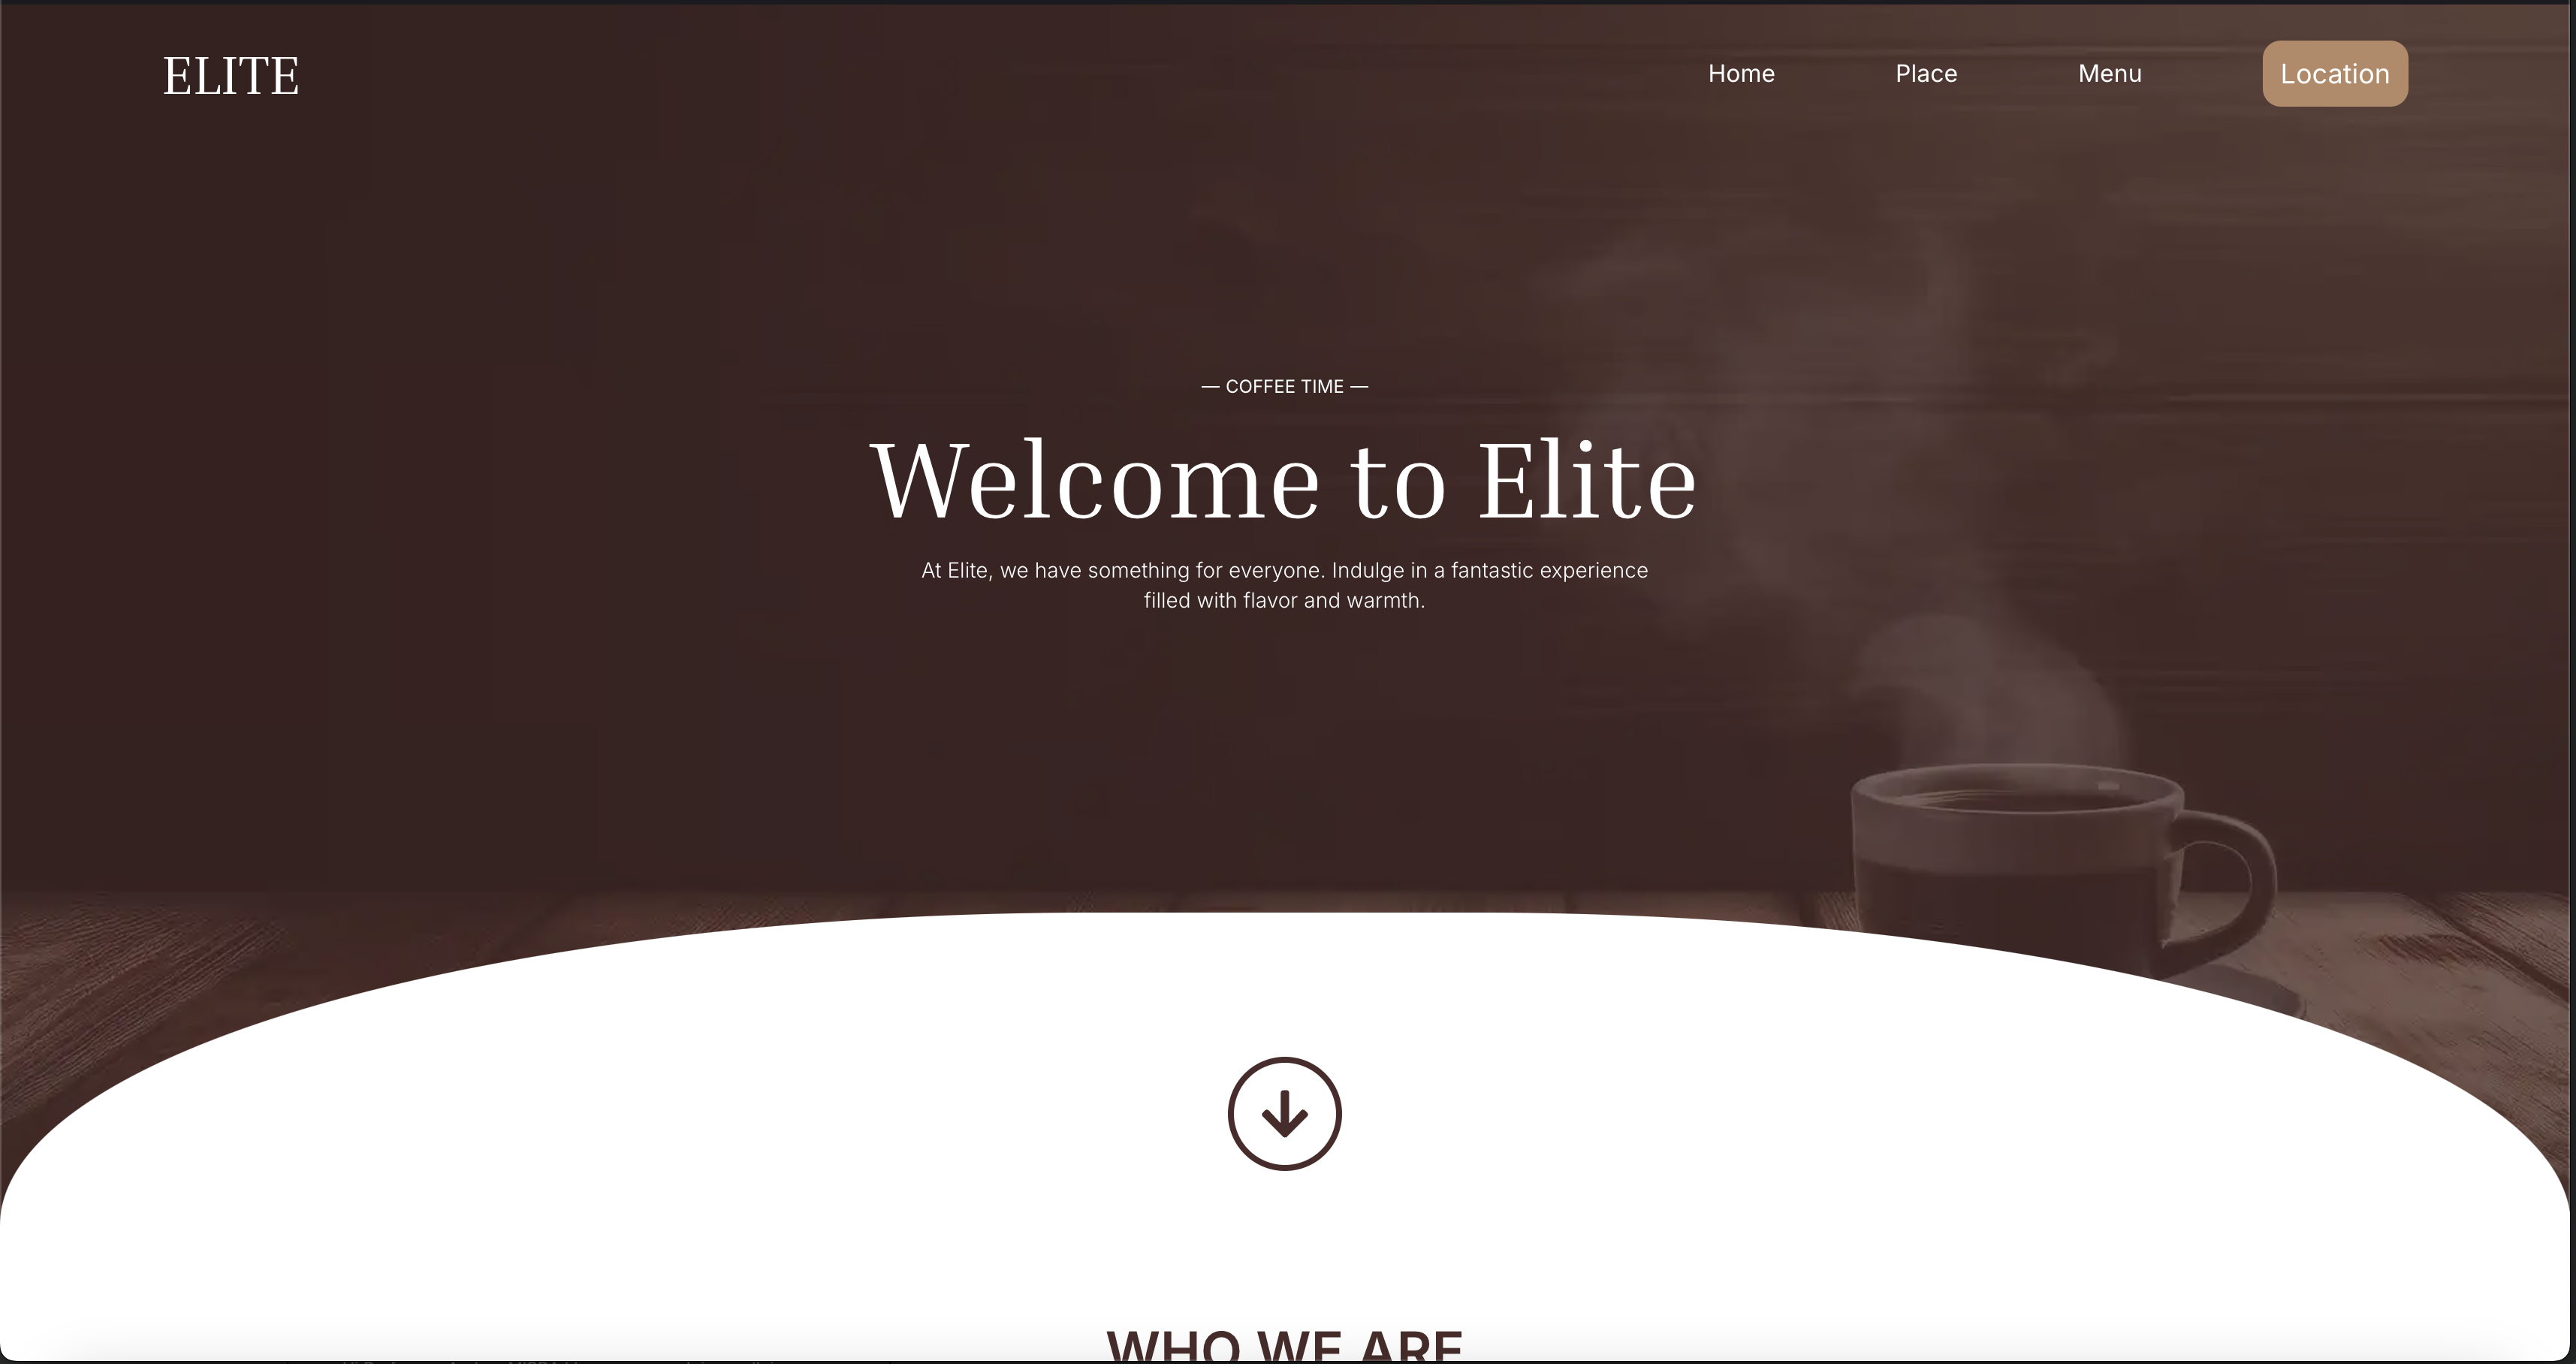 ELITE
Home
Place
Menu
Location
— COFFEE TIME —
Welcome to Elite
At Elite, we have something for everyone. Indulge in a fantastic experience
filled with flavor and warmth.
WHO WE ARE